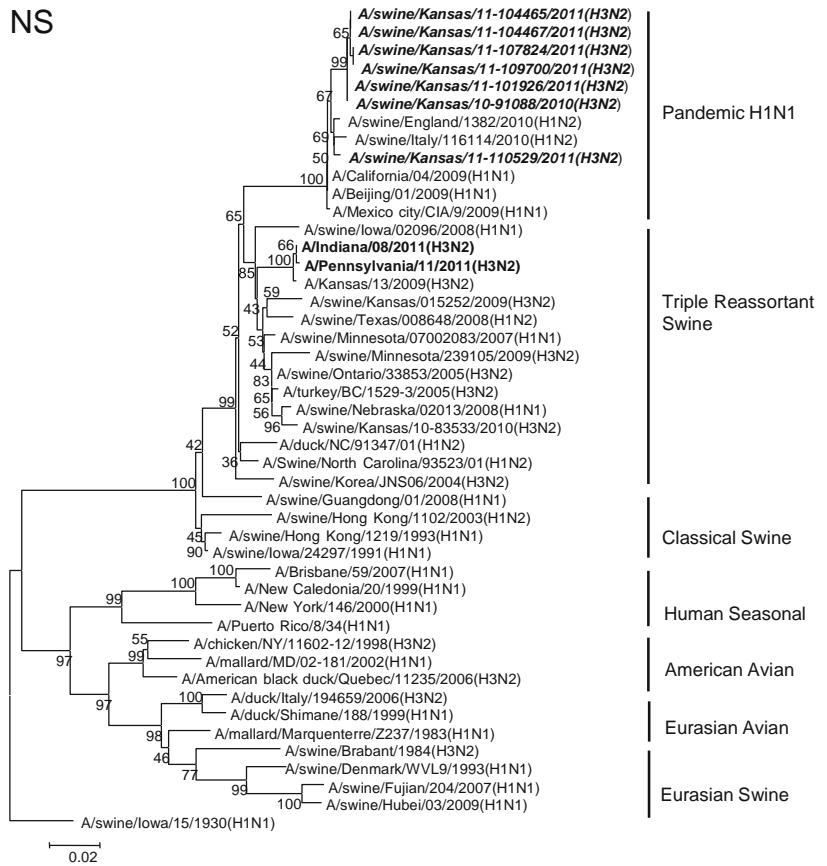 NS
A/swine/Kansas/11-104465/2011(H3N2)
65
A/swine/Kansas/11-104467/2011(H3N2)
A/swine/Kansas/11-107824/2011(H3N2)
99
A/swine/Kansas/11-109700/2011(H3N2
A/swine/Kansas/11-101926/2011(H3N2)
67
A/swine/Kansas/10-91088/2010(H3N2)
Pandemic H1N1
A/swine/England/1382/2010(H1N2)
69
A/swine/Italy/116114/2010(H1N2)
50
A/swine/Kansas/11-110529/2011(H3N2)
100
A/California/04/2009(H1N1)
A/Beijing/01/2009(H1N1)
A/Mexico city/CIA/9/2009(H1N1)
65
A/swine/Iowa/02096/2008(H1N1)
66
A/Indiana/08/2011(H3N2)
85
100
A/Pennsylvania/11/2011(H3N2)
A/Kansas/13/2009(H3N2)
59
A/swine/Kansas/015252/2009(H3N2)
Triple Reassortant
Swine
43
A/swine/Texas/008648/2008(H1N2)
52
53
A/swine/Minnesota/07002083/2007(H1N1)
44
A/swine/Minnesota/239105/2009(H3N2)
83
A/swine/Ontario/33853/2005(H3N2)
65
A/turkey/BC/1529-3/2005(H3N2)
99
56
A/swine/Nebraska/02013/2008(H1N1)
96
A/swine/Kansas/10-83533/2010(H3N2)
42
A/duck/NC/91347/01(H1N2)
36
A/Swine/North Carolina/93523/01(H1N2)
100
A/swine/Korea/JNS06/2004(H3N2)
A/swine/Guangdong/01/2008(H1N1)
A/swine/Hong Kong/1102/2003(H1N2)
45
A/swine/Hong Kong/1219/1993(H1N1)
Classical Swine
90
A/swine/Iowa/24297/1991(H1N1)
100
A/Brisbane/59/2007(H1N1)
100
A/New Caledonia/20/1999(H1N1)
99
A/New York/146/2000(H1N1)
Human Seasonal
A/Puerto Rico/8/34(H1N1)
55
A/chicken/NY/11602-12/1998(H3N2)
97
99
A/mallard/MD/02-181/2002(H1N1)
American Avian
A/American black duck/Quebec/11235/2006(H3N2)
97
100
A/duck/Italy/194659/2006(H3N2)
A/duck/Shimane/188/1999(H1N1)
98
A/mallard/Marquenterre/Z237/1983(H1N1)
Eurasian Avian
46
A/swine/Brabant/1984(H3N2)
77
A/swine/Denmark/WVL9/1993(H1N1)
99
A/swine/Fujian/204/2007(H1N1)
Eurasian Swine
100
A/swine/Hubei/03/2009(H1N1)
A/swine/Iowa/15/1930(H1N1)
0.02